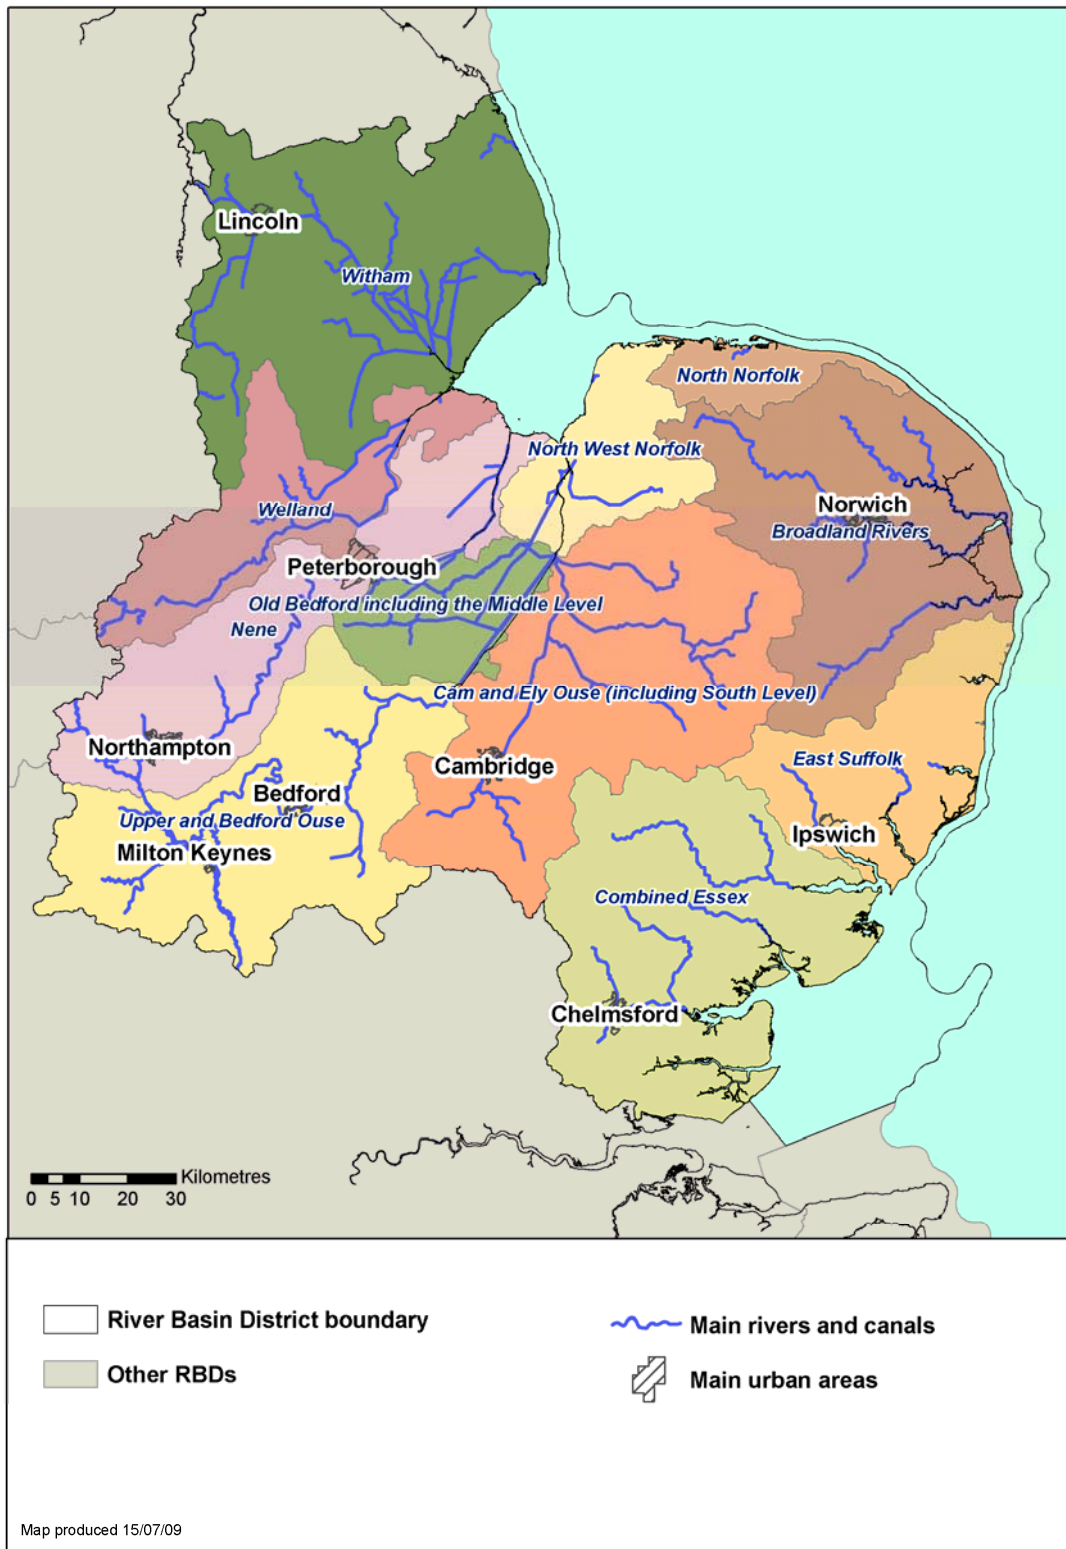 Lincoln
Witham
North Norfolk
North West Norfolk
Norwich
Welland
Broadland Rivers
Peterborough
Old Bedford including the Middle Level
Nene
Cam and Ely Ouse (including South Level)
Northampton
East Suffolk
Cambridge
Bedford
Upper and Bedford Ouse
Ipswich
Milton Keynes
Combined Essex
Chelmsford
Kilometres
0 5 10 20 30
River Basin District boundary
Main rivers and canals
Other RBDs
Main urban areas
Map produced 15/07/09